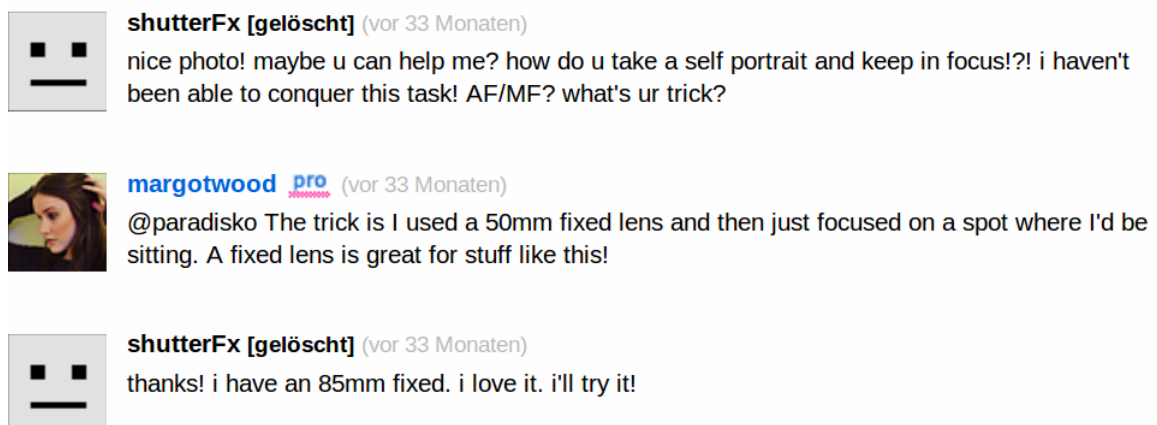 shutterFx [gelöscht] (vor 33 Monaten)
nice photo! maybe u can help me? how do u take a self portrait and keep in focus!?! i haven't
been able to conquer this task! AF/MF? what's ur trick?
margotwood pro (vor 33 Monaten)
@paradisko The trick is I used a 50mm fixed lens and then just focused on a spot where I'd be
sitting. A fixed lens is great for stuff like this!
shutterFx [gelöscht] (vor 33 Monaten)
thanks! i have an 85mm fixed. i love it. i'll try it!